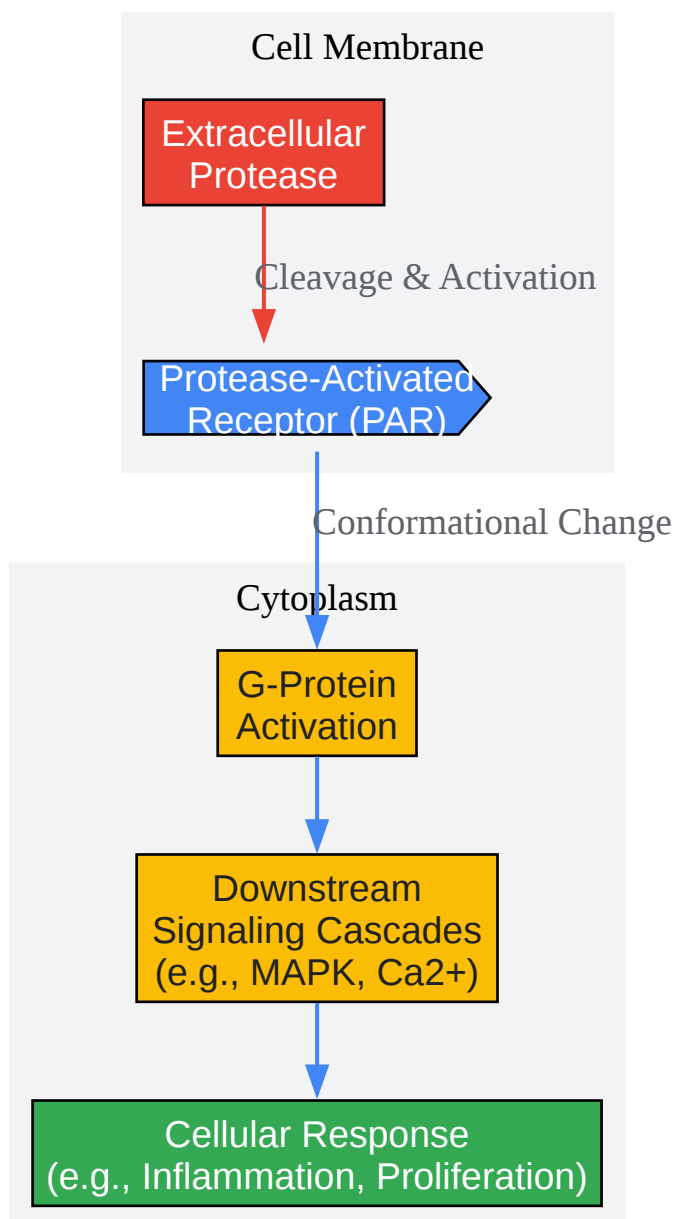 Cell Membrane
Extracellular
Protease
Cleavage & Activation
Protease-Activated
Receptor (PAR)
Conformational Change
Cytoplasm
G-Protein
Activation
Downstream
Signaling Cascades
(e.g., MAPK, Ca2+)
Cellular Response
(e.g., Inflammation, Proliferation)